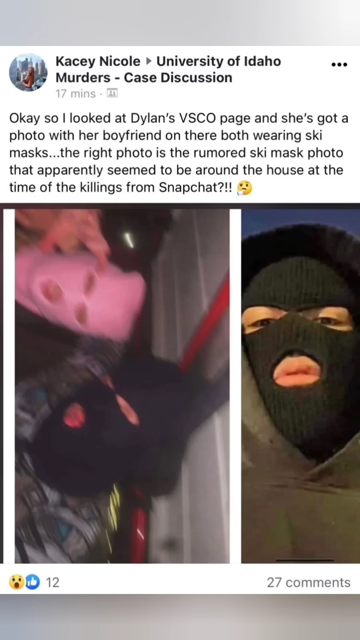 Kacey Nicole ▸ University of Idaho
Murders - Case Discussion
17 mins ·
Okay so I looked at Dylan's VSCO page and she's got a
photo with her boyfriend on there both wearing ski
masks...the right photo is the rumored ski mask photo
that apparently seemed to be around the house at the
time of the killings from Snapchat?!! 🤔
12
27 comments